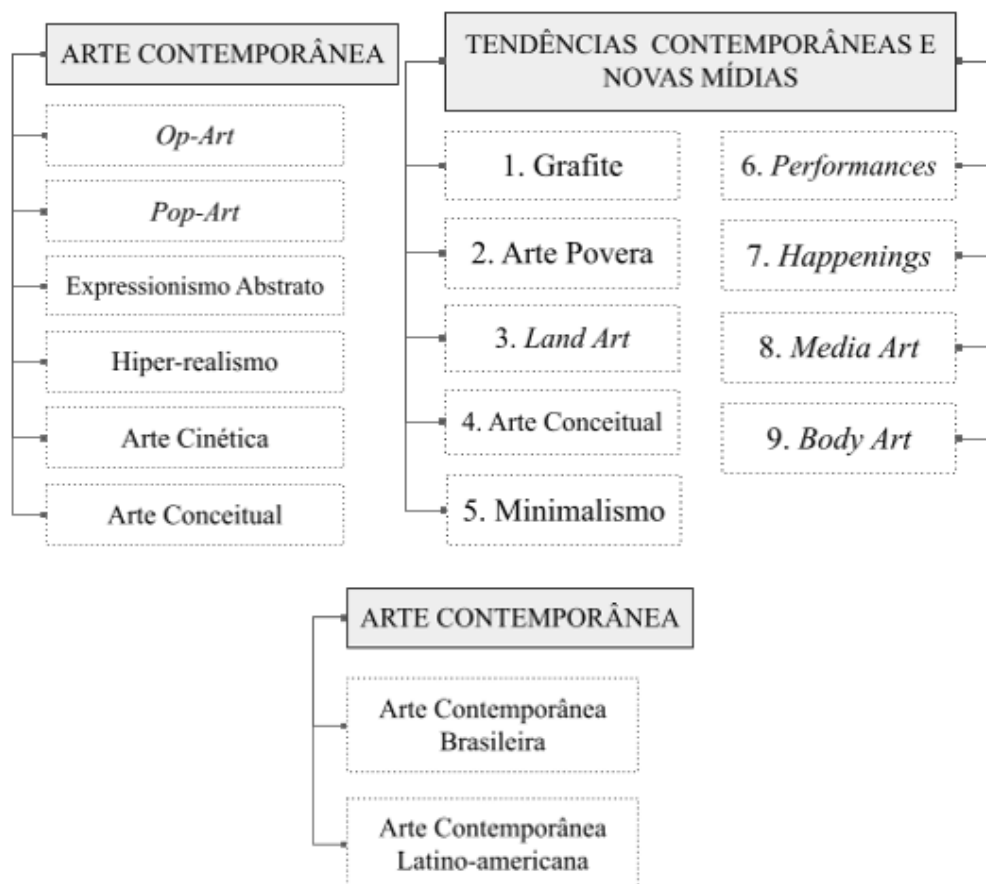 ARTE CONTEMPORÂNEA
Op-Art
Pop-Art
Expressionismo Abstrato
Hiper-realismo
Arte Cinética
Arte Conceitual
TENDÊNCIAS CONTEMPORÂNEAS E
NOVAS MÍDIAS
1. Grafite
2. Arte Povera
3. Land Art
4. Arte Conceitual
5. Minimalismo
6. Performances
7. Happenings
8. Media Art
9. Body Art
ARTE CONTEMPORÂNEA
Arte Contemporânea
Brasileira
Arte Contemporânea
Latino-americana